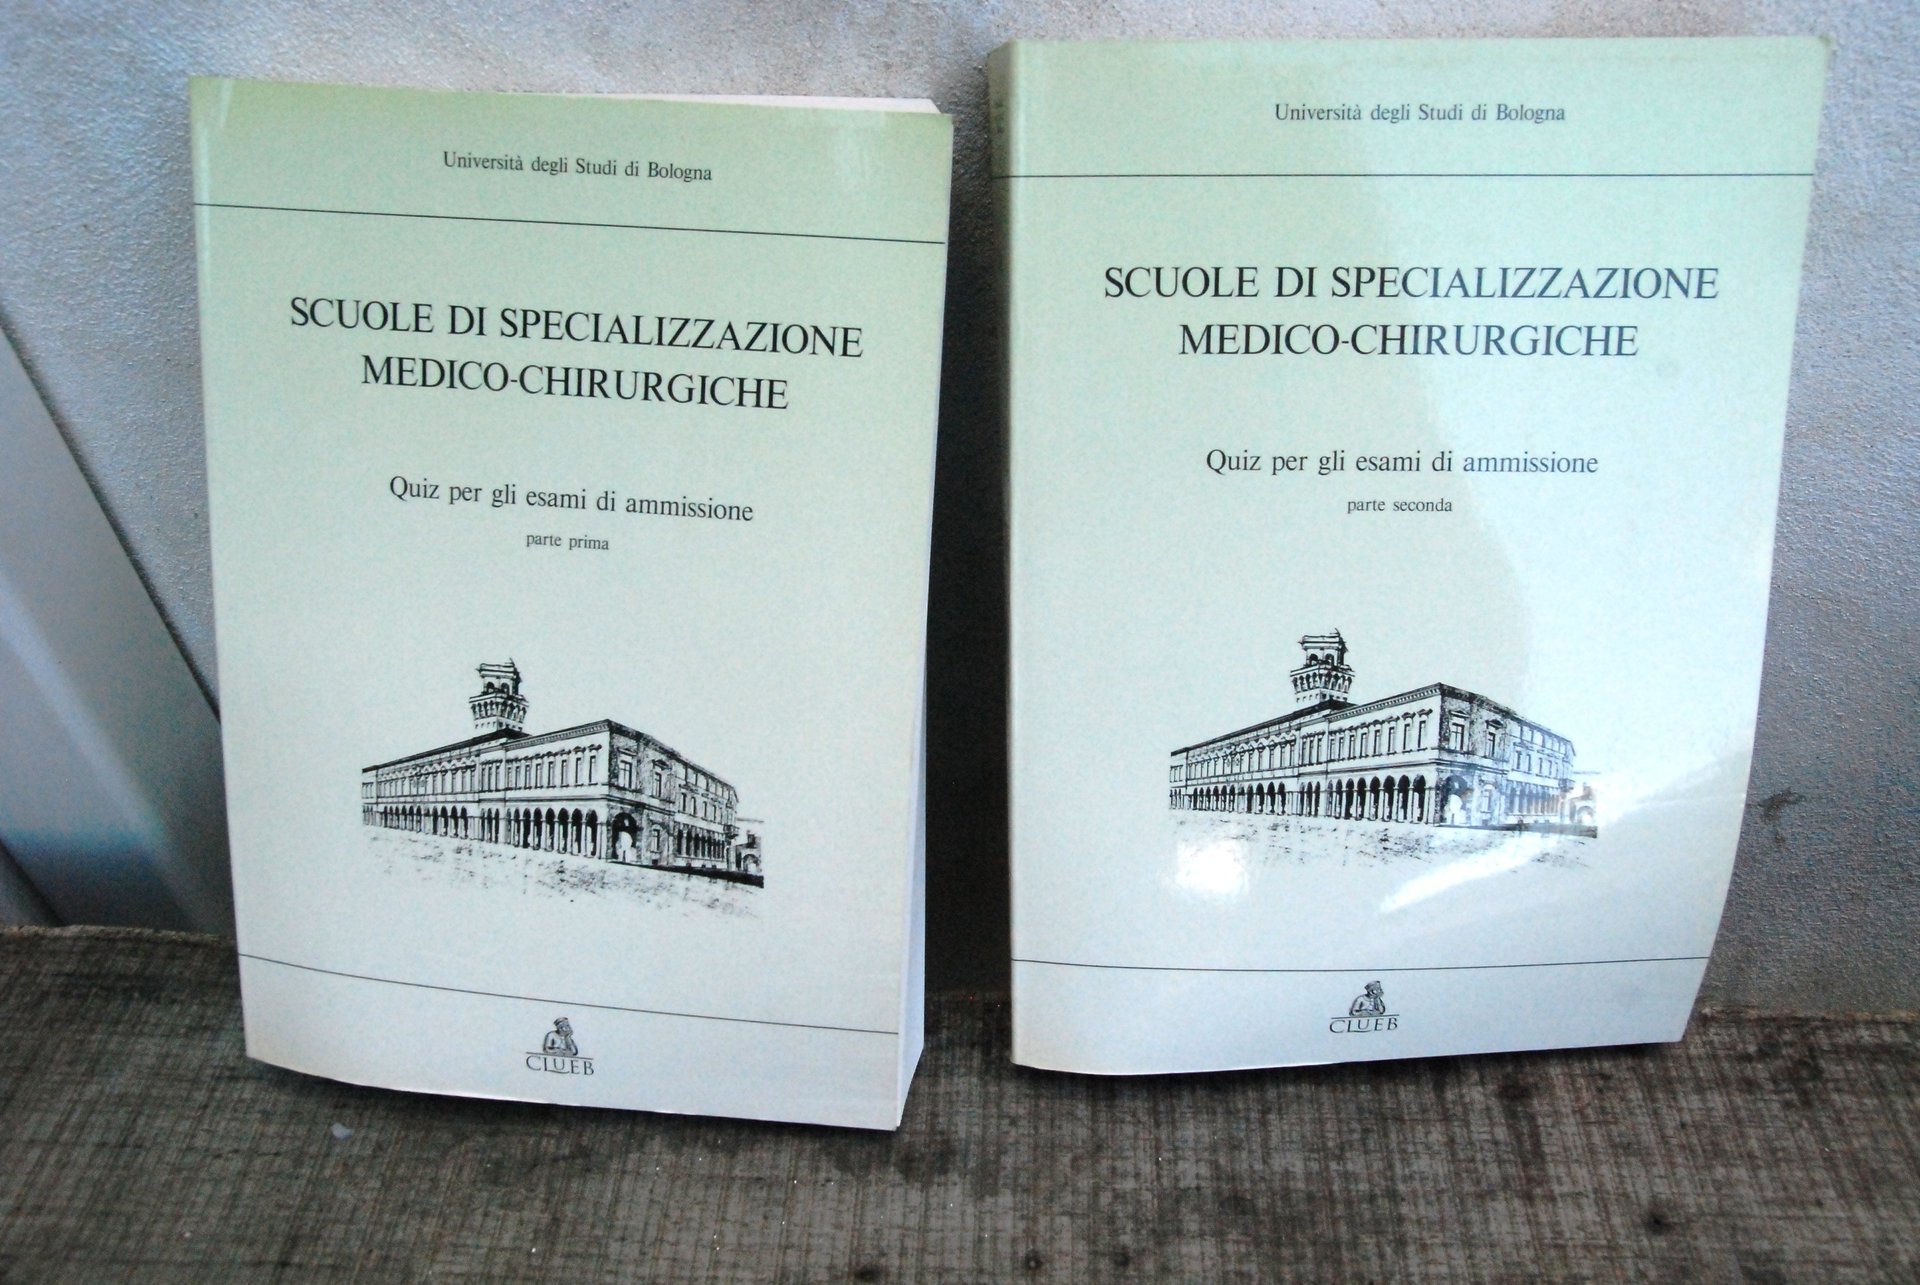 Università degli Studi di Bologna
SCUOLE DI SPECIALIZZAZIONE
MEDICO-CHIRURGICHE
Quiz per gli esami di ammissione
parte prima
CLUEB
Università degli Studi di Bologna
SCUOLE DI SPECIALIZZAZIONE
MEDICO-CHIRURGICHE
Quiz per gli esami di ammissione
parte seconda
CLUEB